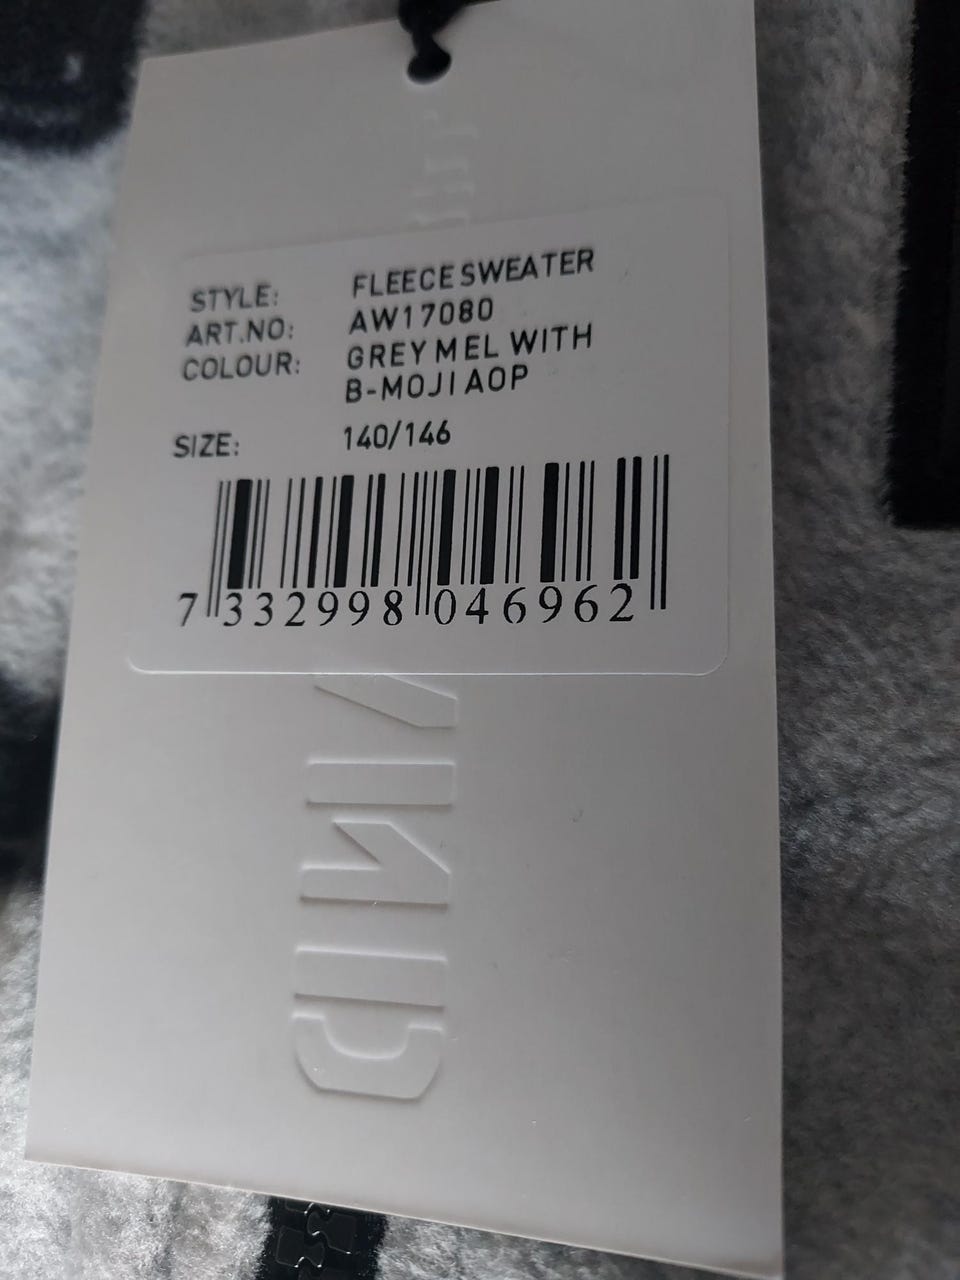 STYLE: FLEECE SWEATER
ART.NO: AW17080
COLOUR: GREY MEL WITH
B-MOJI AOP
SIZE: 140/146
7 332998 046962